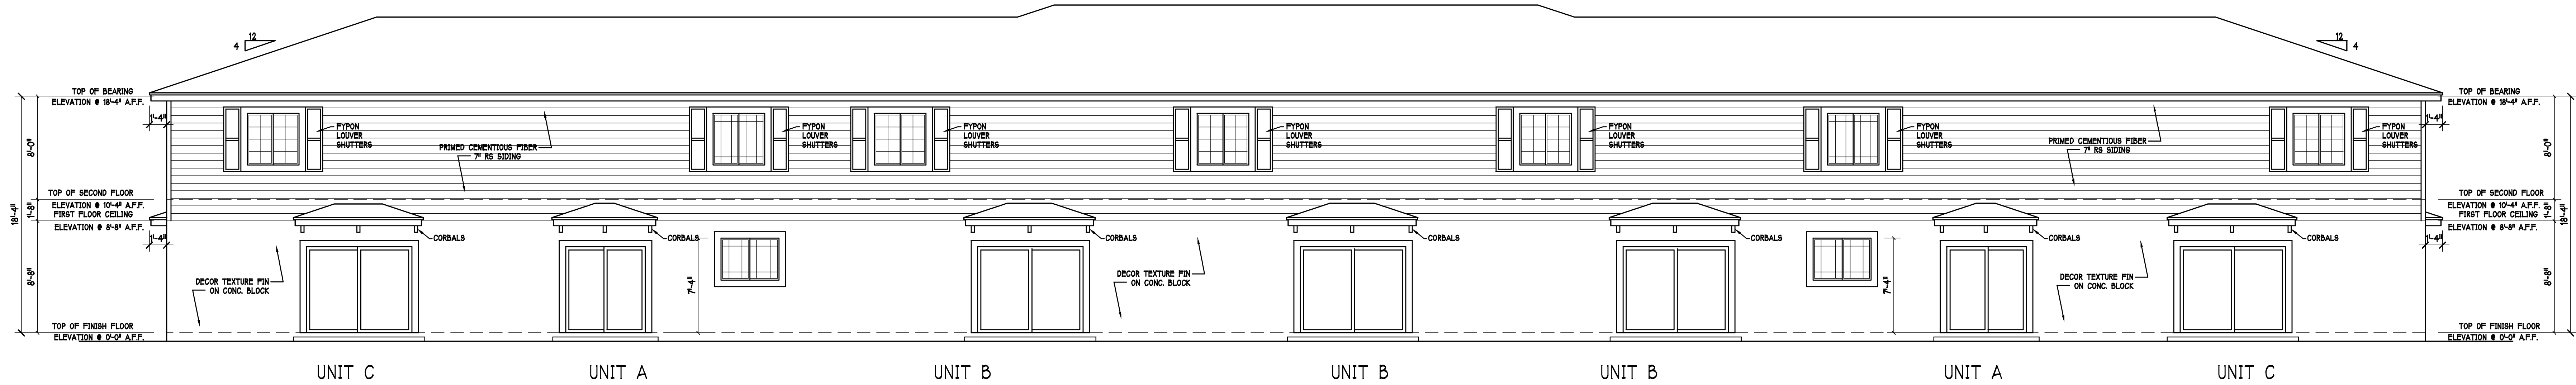 12
4
12
4
TOP OF BEARING
ELEVATION @ 18'-4" A.F.F.
TOP OF BEARING
ELEVATION @ 18'-4" A.F.F.
1'-4"
1'-4"
FYPON
LOUVER
SHUTTERS
FYPON
LOUVER
SHUTTERS
FYPON
LOUVER
SHUTTERS
FYPON
LOUVER
SHUTTERS
FYPON
LOUVER
SHUTTERS
FYPON
LOUVER
SHUTTERS
FYPON
LOUVER
SHUTTERS
PRIMED CEMENTIOUS FIBER
7" RS SIDING
PRIMED CEMENTIOUS FIBER
7" RS SIDING
8'-0"
8'-0"
TOP OF SECOND FLOOR
ELEVATION @ 10'-4" A.F.F.
FIRST FLOOR CEILING
ELEVATION @ 8'-8" A.F.F.
TOP OF SECOND FLOOR
ELEVATION @ 10'-4" A.F.F.
FIRST FLOOR CEILING
ELEVATION @ 8'-8" A.F.F.
18'-4"
1'-8"
1'-8"
18'-4"
1'-4"
1'-4"
CORBALS
CORBALS
CORBALS
CORBALS
CORBALS
CORBALS
CORBALS
8'-8"
8'-8"
7'-4"
7'-4"
DECOR TEXTURE FIN
ON CONC. BLOCK
DECOR TEXTURE FIN
ON CONC. BLOCK
DECOR TEXTURE FIN
ON CONC. BLOCK
TOP OF FINISH FLOOR
ELEVATION @ 0'-0" A.F.F.
TOP OF FINISH FLOOR
ELEVATION @ 0'-0" A.F.F.
UNIT C
UNIT A
UNIT B
UNIT B
UNIT B
UNIT A
UNIT C